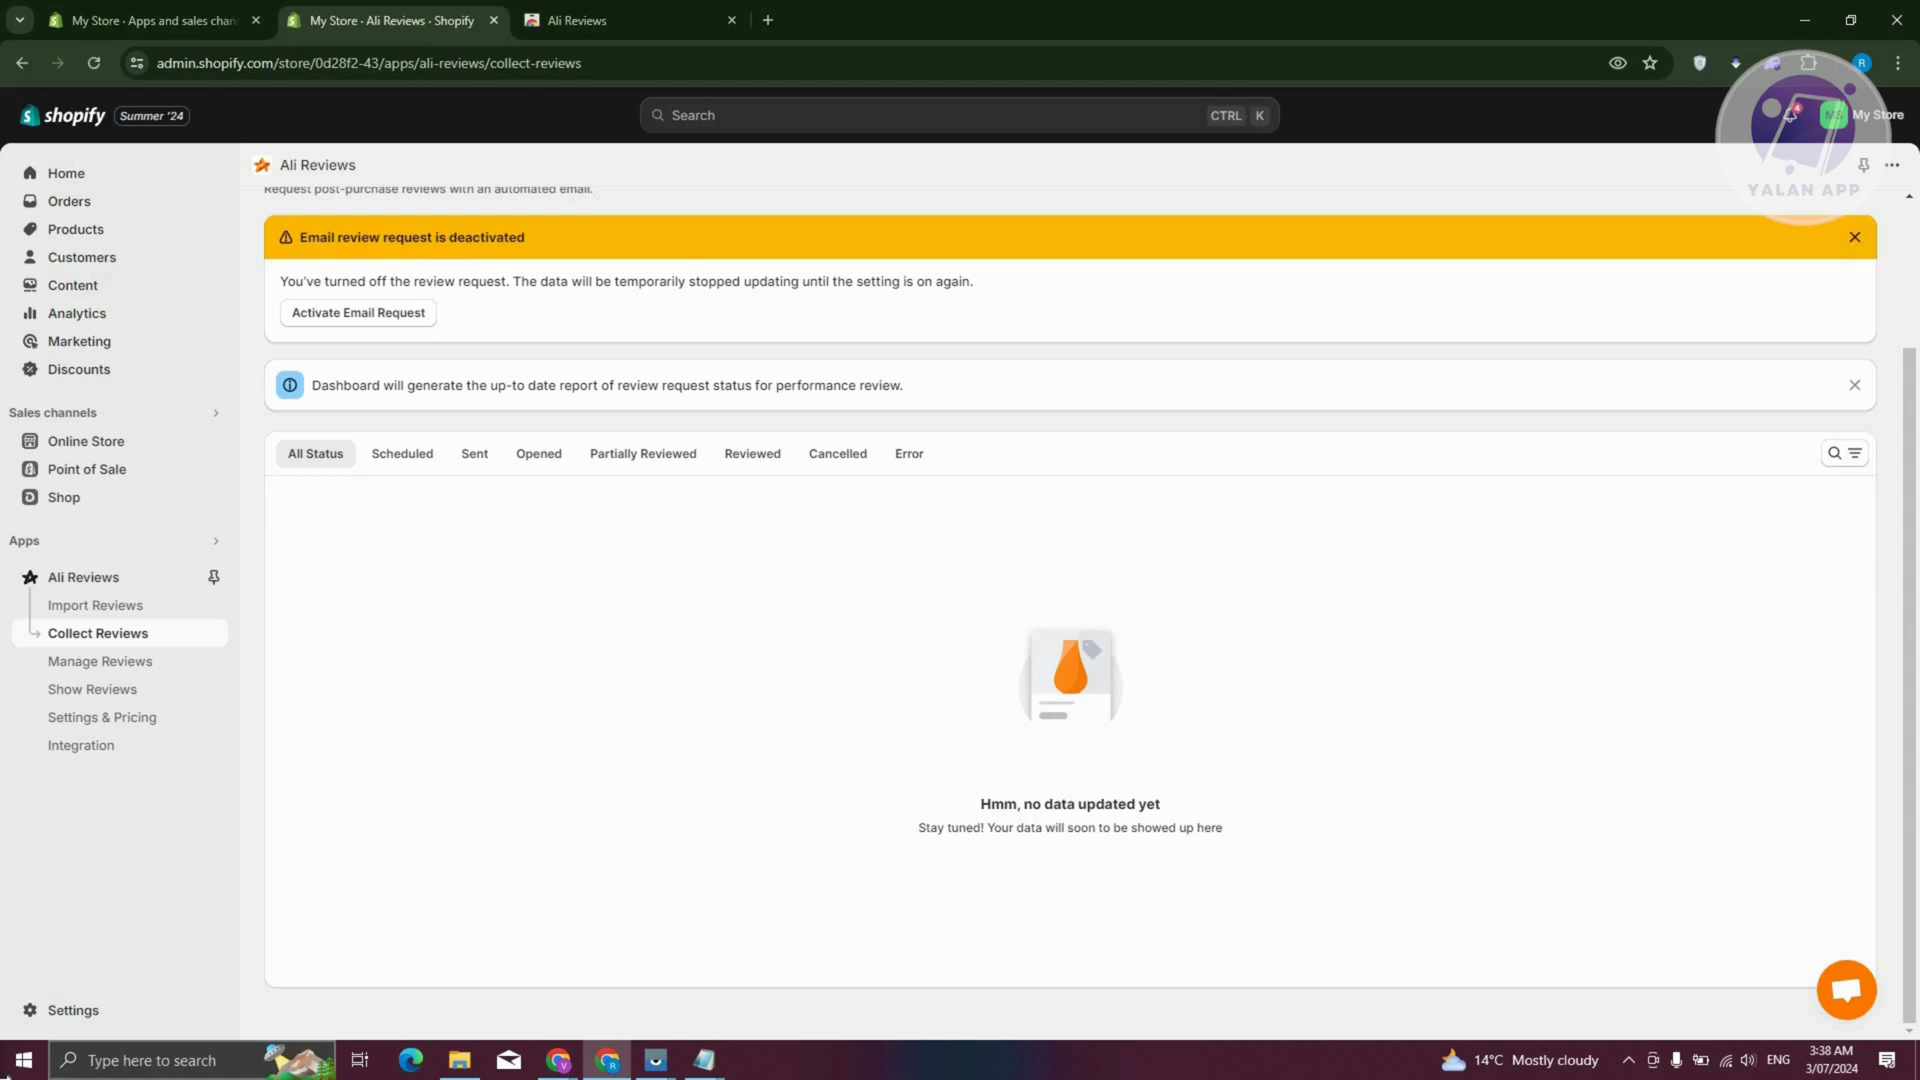 My Store · Apps and sales chan
My Store · Ali Reviews · Shopify
Ali Reviews
admin.shopify.com/store/0d28f2-43/apps/ali-reviews/collect-reviews
R
shopify
Summer '24
Search
CTRL K
4
MS
My Store
YALAN APP
Home
Orders
Products
Customers
Content
Analytics
Marketing
Discounts
Sales channels
Online Store
Point of Sale
Shop
Apps
Ali Reviews
Import Reviews
Collect Reviews
Manage Reviews
Show Reviews
Settings & Pricing
Integration
Settings
Ali Reviews
Request post-purchase reviews with an automated email.
Email review request is deactivated
You've turned off the review request. The data will be temporarily stopped updating until the setting is on again.
Activate Email Request
Dashboard will generate the up-to date report of review request status for performance review.
All Status
Scheduled
Sent
Opened
Partially Reviewed
Reviewed
Cancelled
Error
Hmm, no data updated yet
Stay tuned! Your data will soon to be showed up here
Type here to search
14°C Mostly cloudy
ENG
3:38 AM
3/07/2024